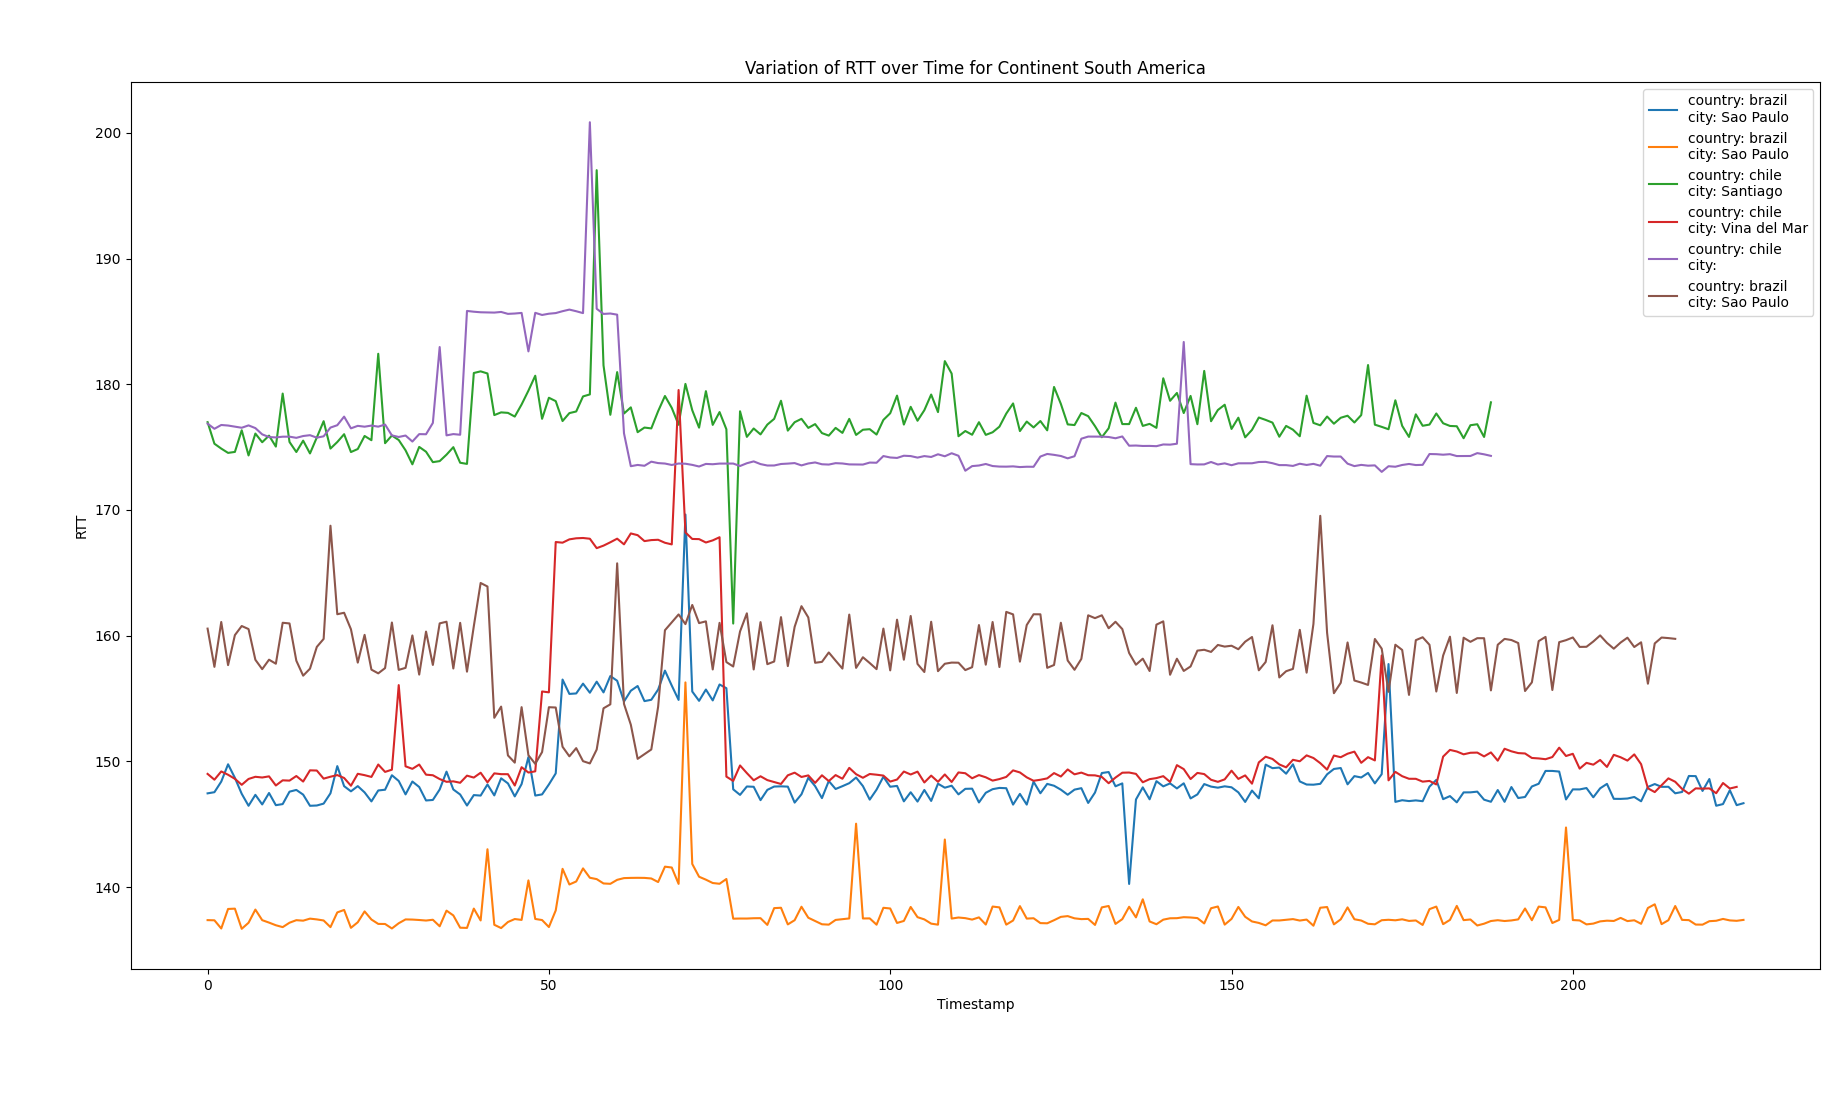 Variation of RTT over Time for Continent South America
country: brazil
city: Sao Paulo
country: brazil
city: Sao Paulo
country: chile
city: Santiago
country: chile
city: Vina del Mar
country: chile
city:
country: brazil
city: Sao Paulo
200
190
180
170
160
150
140
RTT
0
50
100
150
200
Timestamp